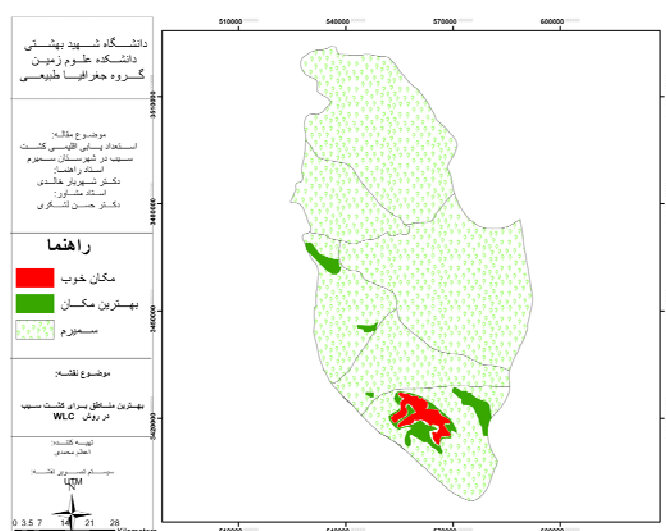 دانشگاه شهید بهشتی
دانشکده علوم زمین
گروه جغرافیا طبیعی
موضوع مقاله:
استعداد یابی اقلیمی کشت
سیب در شهرستان سمیرم
استاد راهنما:
دکتر شهریار خالدی
استاد مشاور:
دکتر حسن لشکری
راهنما
مکان خوب
بهترین مکان
سمیرم
موضوع نقشه:
بهترین مناطق برای کشت سیب
در روش WLC
تهیه کننده:
اعظم محمدی
سیستم تصویر نقشه:
UTM
N
0 3.5 7 14 21 28
Kilometers
510000 540000 570000 600000